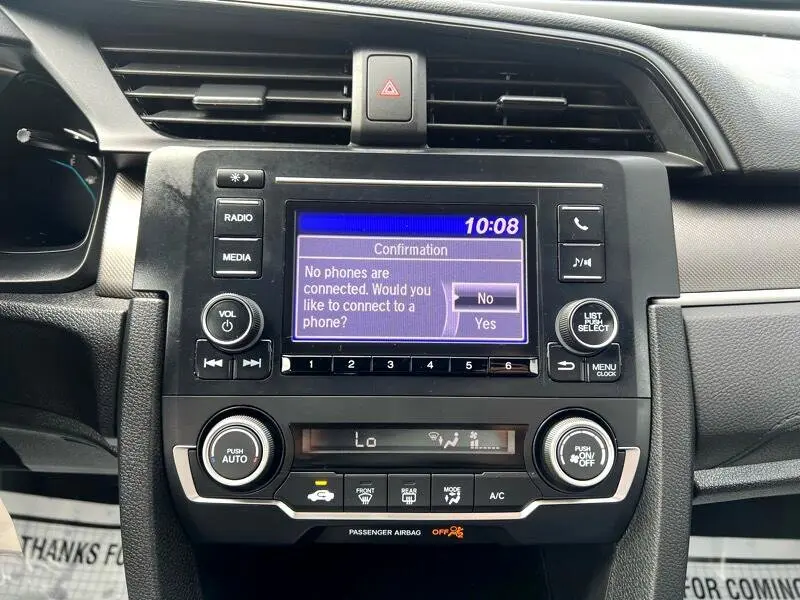 RADIO
MEDIA
VOL
10:08
Confirmation
No phones are
connected. Would you
like to connect to a
phone?
No
Yes
LIST
PUSH
SELECT
MENU
CLOCK
1 2 3 4 5 6
PUSH
AUTO
Lo
PUSH
ON/
OFF
FRONT
REAR
MODE
A/C
PASSENGER AIRBAG OFF
THANKS FO
FOR COMING